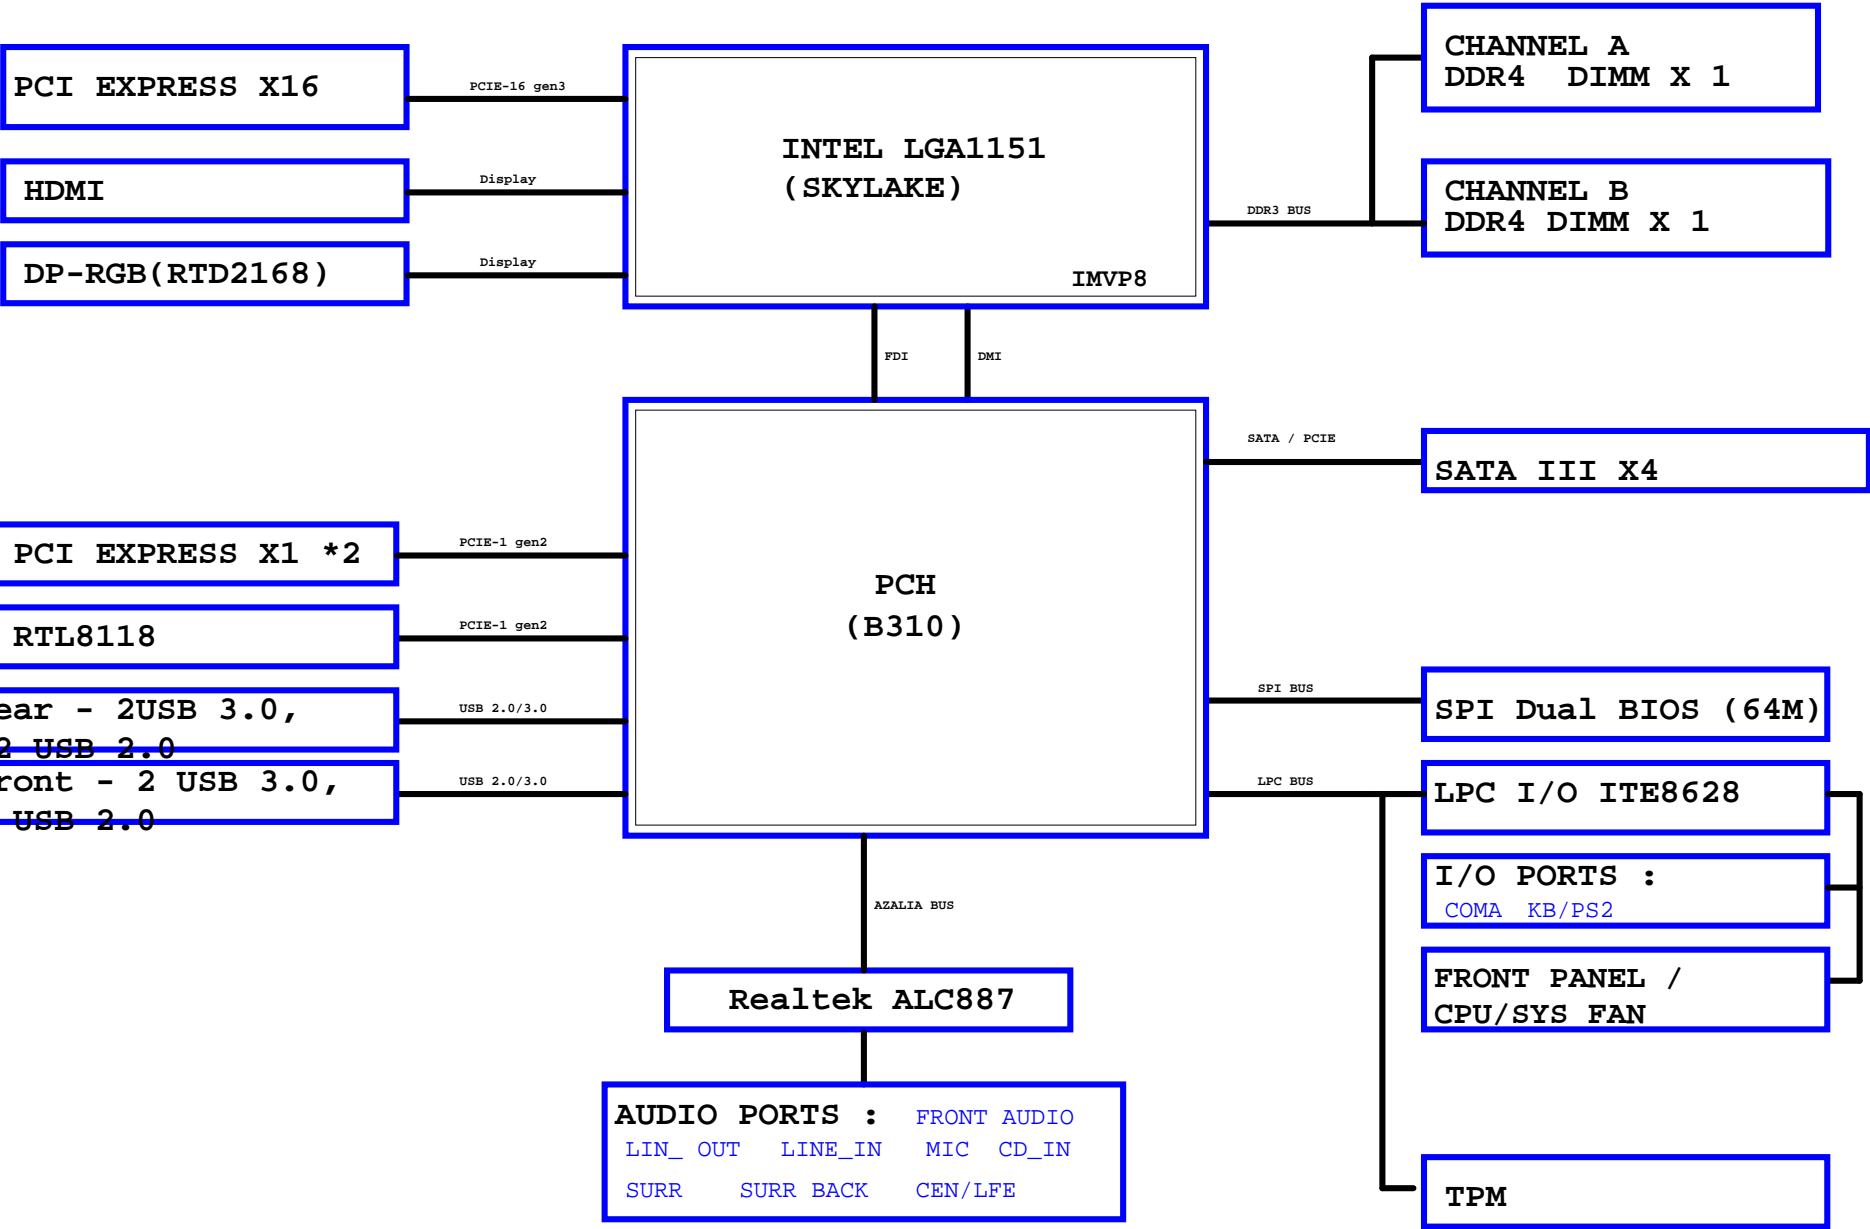 PCI EXPRESS X16
PCIE-16 gen3
HDMI
Display
DP-RGB(RTD2168)
Display
INTEL LGA1151
(SKYLAKE)
IMVP8
DDR3 BUS
CHANNEL A
DDR4 DIMM X 1
CHANNEL B
DDR4 DIMM X 1
FDI
DMI
PCH
(B310)
SATA / PCIE
SATA III X4
PCI EXPRESS X1 *2
PCIE-1 gen2
RTL8118
PCIE-1 gen2
ear - 2USB 3.0,
2 USB 2.0
USB 2.0/3.0
ront - 2 USB 3.0,
USB 2.0
USB 2.0/3.0
SPI BUS
SPI Dual BIOS (64M)
LPC BUS
LPC I/O ITE8628
I/O PORTS :
COMA KB/PS2
FRONT PANEL /
CPU/SYS FAN
TPM
AZALIA BUS
Realtek ALC887
AUDIO PORTS : FRONT AUDIO
LIN_ OUT LINE_IN MIC CD_IN
SURR SURR BACK CEN/LFE